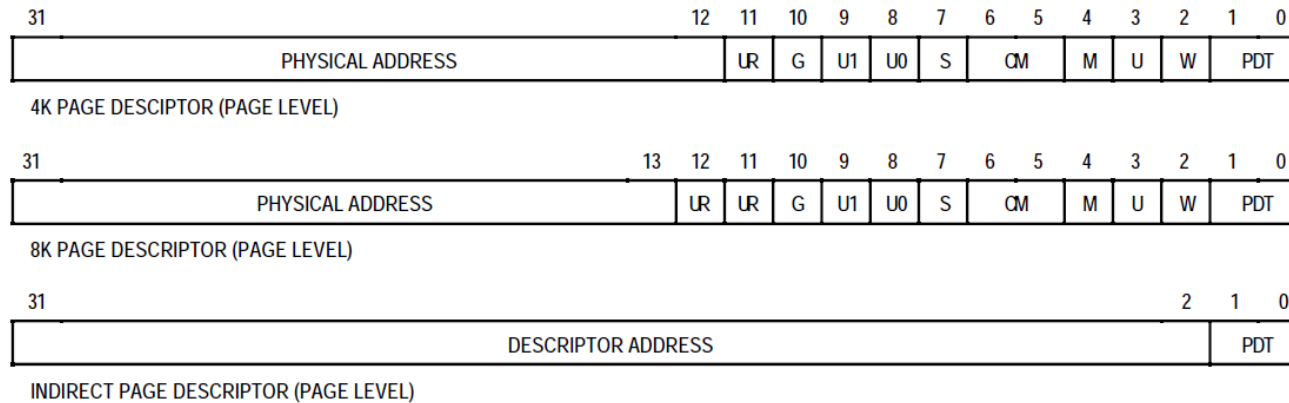 31 12 11 10 9 8 7 6 5 4 3 2 1 0
PHYSICAL ADDRESS UR G U1 U0 S CM M U W PDT
4K PAGE DESCIPTOR (PAGE LEVEL)
31 13 12 11 10 9 8 7 6 5 4 3 2 1 0
PHYSICAL ADDRESS UR UR G U1 U0 S CM M U W PDT
8K PAGE DESCRIPTOR (PAGE LEVEL)
31 2 1 0
DESCRIPTOR ADDRESS PDT
INDIRECT PAGE DESCRIPTOR (PAGE LEVEL)